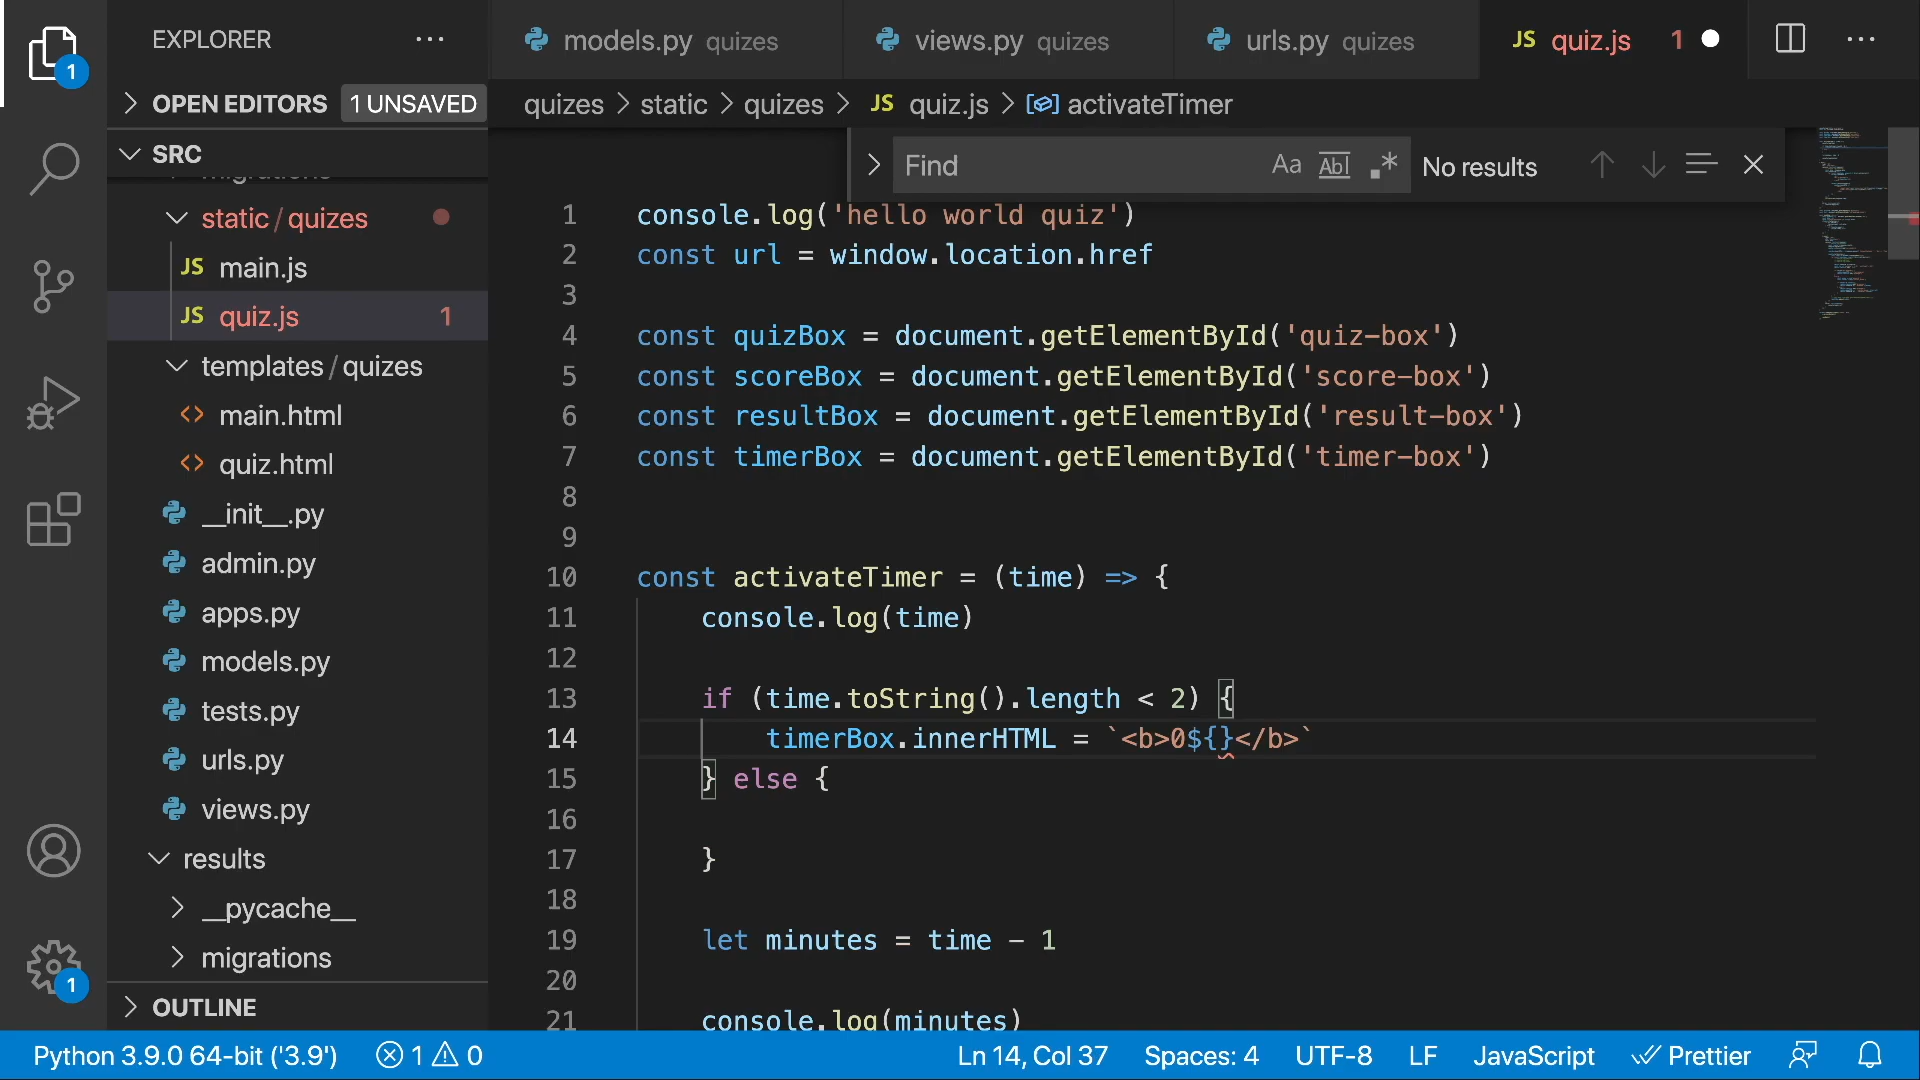 EXPLORER
OPEN EDITORS 1 UNSAVED
SRC
migrations
static / quizes
JS main.js
JS quiz.js 1
templates / quizes
<> main.html
<> quiz.html
__init__.py
admin.py
apps.py
models.py
tests.py
urls.py
views.py
results
__pycache__
migrations
OUTLINE
1
1
models.py quizes
views.py quizes
urls.py quizes
JS quiz.js 1
quizes > static > quizes > JS quiz.js > activateTimer
Find Aa Abl .* No results
1 console.log('hello world quiz')
2 const url = window.location.href
3
4 const quizBox = document.getElementById('quiz-box')
5 const scoreBox = document.getElementById('score-box')
6 const resultBox = document.getElementById('result-box')
7 const timerBox = document.getElementById('timer-box')
8
9
10 const activateTimer = (time) => {
11 console.log(time)
12
13 if (time.toString().length < 2) {
14 timerBox.innerHTML = `<b>0${}</b>`
15 } else {
16
17 }
18
19 let minutes = time - 1
20
21 console.log(minutes)
Python 3.9.0 64-bit ('3.9') 1 0 Ln 14, Col 37 Spaces: 4 UTF-8 LF JavaScript Prettier